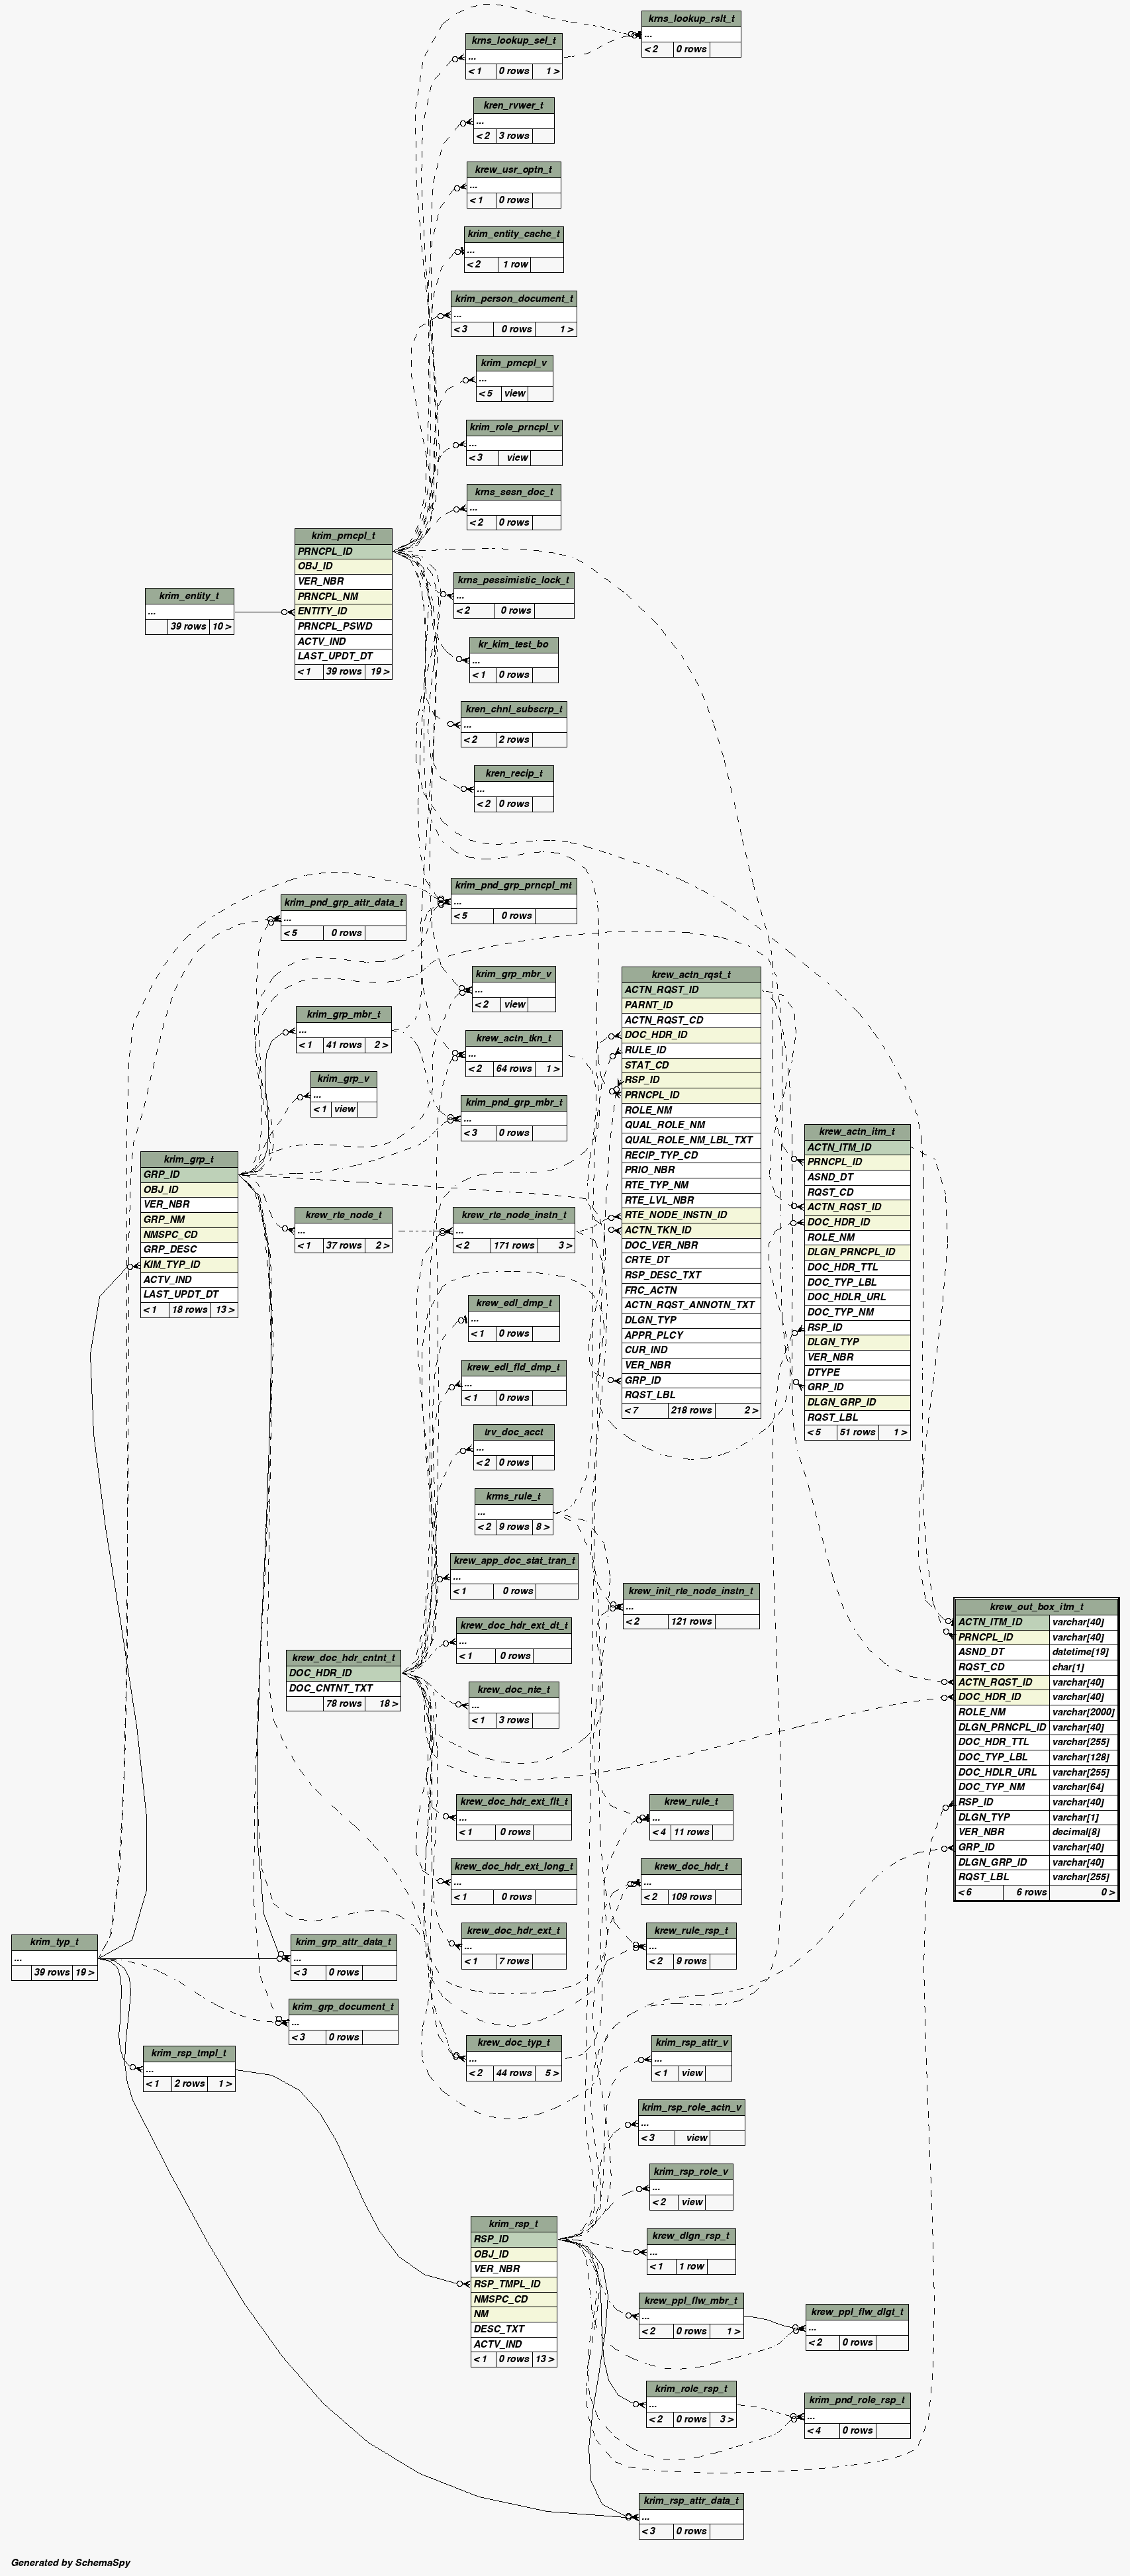 krns_lookup_rslt_t
...
< 2 0 rows
krns_lookup_sel_t
...
< 1 0 rows 1 >
kren_rvwer_t
...
< 2 3 rows
krew_usr_optn_t
...
< 1 0 rows
krim_entity_cache_t
...
< 2 1 row
krim_person_document_t
...
< 3 0 rows 1 >
krim_prncpl_v
...
< 5 view
krim_role_prncpl_v
...
< 3 view
krns_sesn_doc_t
...
< 2 0 rows
krim_prncpl_t
PRNCPL_ID
OBJ_ID
VER_NBR
PRNCPL_NM
ENTITY_ID
PRNCPL_PSWD
ACTV_IND
LAST_UPDT_DT
< 1 39 rows 19 >
krim_entity_t
...
39 rows 10 >
krns_pessimistic_lock_t
...
< 2 0 rows
kr_kim_test_bo
...
< 1 0 rows
kren_chnl_subscrp_t
...
< 2 2 rows
kren_recip_t
...
< 2 0 rows
krim_pnd_grp_prncpl_mt
...
< 5 0 rows
krim_pnd_grp_attr_data_t
...
< 5 0 rows
krim_grp_mbr_v
...
< 2 view
krim_grp_mbr_t
...
< 1 41 rows 2 >
krew_actn_tkn_t
...
< 2 64 rows 1 >
krim_grp_v
...
< 1 view
krim_pnd_grp_mbr_t
...
< 3 0 rows
krew_actn_rqst_t
ACTN_RQST_ID
PARNT_ID
ACTN_RQST_CD
DOC_HDR_ID
RULE_ID
STAT_CD
RSP_ID
PRNCPL_ID
ROLE_NM
QUAL_ROLE_NM
QUAL_ROLE_NM_LBL_TXT
RECIP_TYP_CD
PRIO_NBR
RTE_TYP_NM
RTE_LVL_NBR
RTE_NODE_INSTN_ID
ACTN_TKN_ID
DOC_VER_NBR
CRTE_DT
RSP_DESC_TXT
FRC_ACTN
ACTN_RQST_ANNOTN_TXT
DLGN_TYP
APPR_PLCY
CUR_IND
VER_NBR
GRP_ID
RQST_LBL
< 7 218 rows 2 >
krew_actn_itm_t
ACTN_ITM_ID
PRNCPL_ID
ASND_DT
RQST_CD
ACTN_RQST_ID
DOC_HDR_ID
ROLE_NM
DLGN_PRNCPL_ID
DOC_HDR_TTL
DOC_TYP_LBL
DOC_HDLR_URL
DOC_TYP_NM
RSP_ID
DLGN_TYP
VER_NBR
DTYPE
GRP_ID
DLGN_GRP_ID
RQST_LBL
< 5 51 rows 1 >
krim_grp_t
GRP_ID
OBJ_ID
VER_NBR
GRP_NM
NMSPC_CD
GRP_DESC
KIM_TYP_ID
ACTV_IND
LAST_UPDT_DT
< 1 18 rows 13 >
krew_rte_node_t
...
< 1 37 rows 2 >
krew_rte_node_instn_t
...
< 2 171 rows 3 >
krew_edl_dmp_t
...
< 1 0 rows
krew_edl_fld_dmp_t
...
< 1 0 rows
trv_doc_acct
...
< 2 0 rows
krms_rule_t
...
< 2 9 rows 8 >
krew_app_doc_stat_tran_t
...
< 1 0 rows
krew_init_rte_node_instn_t
...
< 2 121 rows
krew_out_box_itm_t
ACTN_ITM_ID varchar[40]
PRNCPL_ID varchar[40]
ASND_DT datetime[19]
RQST_CD char[1]
ACTN_RQST_ID varchar[40]
DOC_HDR_ID varchar[40]
ROLE_NM varchar[2000]
DLGN_PRNCPL_ID varchar[40]
DOC_HDR_TTL varchar[255]
DOC_TYP_LBL varchar[128]
DOC_HDLR_URL varchar[255]
DOC_TYP_NM varchar[64]
RSP_ID varchar[40]
DLGN_TYP varchar[1]
VER_NBR decimal[8]
GRP_ID varchar[40]
DLGN_GRP_ID varchar[40]
RQST_LBL varchar[255]
< 6 6 rows 0 >
krew_doc_hdr_ext_dt_t
...
< 1 0 rows
krew_doc_hdr_cntnt_t
DOC_HDR_ID
DOC_CNTNT_TXT
78 rows 18 >
krew_doc_nte_t
...
< 1 3 rows
krew_doc_hdr_ext_flt_t
...
< 1 0 rows
krew_rule_t
...
< 4 11 rows
krew_doc_hdr_ext_long_t
...
< 1 0 rows
krew_doc_hdr_t
...
< 2 109 rows
krew_doc_hdr_ext_t
...
< 1 7 rows
krew_rule_rsp_t
...
< 2 9 rows
krim_typ_t
...
39 rows 19 >
krim_grp_attr_data_t
...
< 3 0 rows
krim_grp_document_t
...
< 3 0 rows
krim_rsp_tmpl_t
...
< 1 2 rows 1 >
krew_doc_typ_t
...
< 2 44 rows 5 >
krim_rsp_attr_v
...
< 1 view
krim_rsp_role_actn_v
...
< 3 view
krim_rsp_role_v
...
< 2 view
krim_rsp_t
RSP_ID
OBJ_ID
VER_NBR
RSP_TMPL_ID
NMSPC_CD
NM
DESC_TXT
ACTV_IND
< 1 0 rows 13 >
krew_dlgn_rsp_t
...
< 1 1 row
krew_ppl_flw_mbr_t
...
< 2 0 rows 1 >
krew_ppl_flw_dlgt_t
...
< 2 0 rows
krim_role_rsp_t
...
< 2 0 rows 3 >
krim_pnd_role_rsp_t
...
< 4 0 rows
krim_rsp_attr_data_t
...
< 3 0 rows
Generated by SchemaSpy